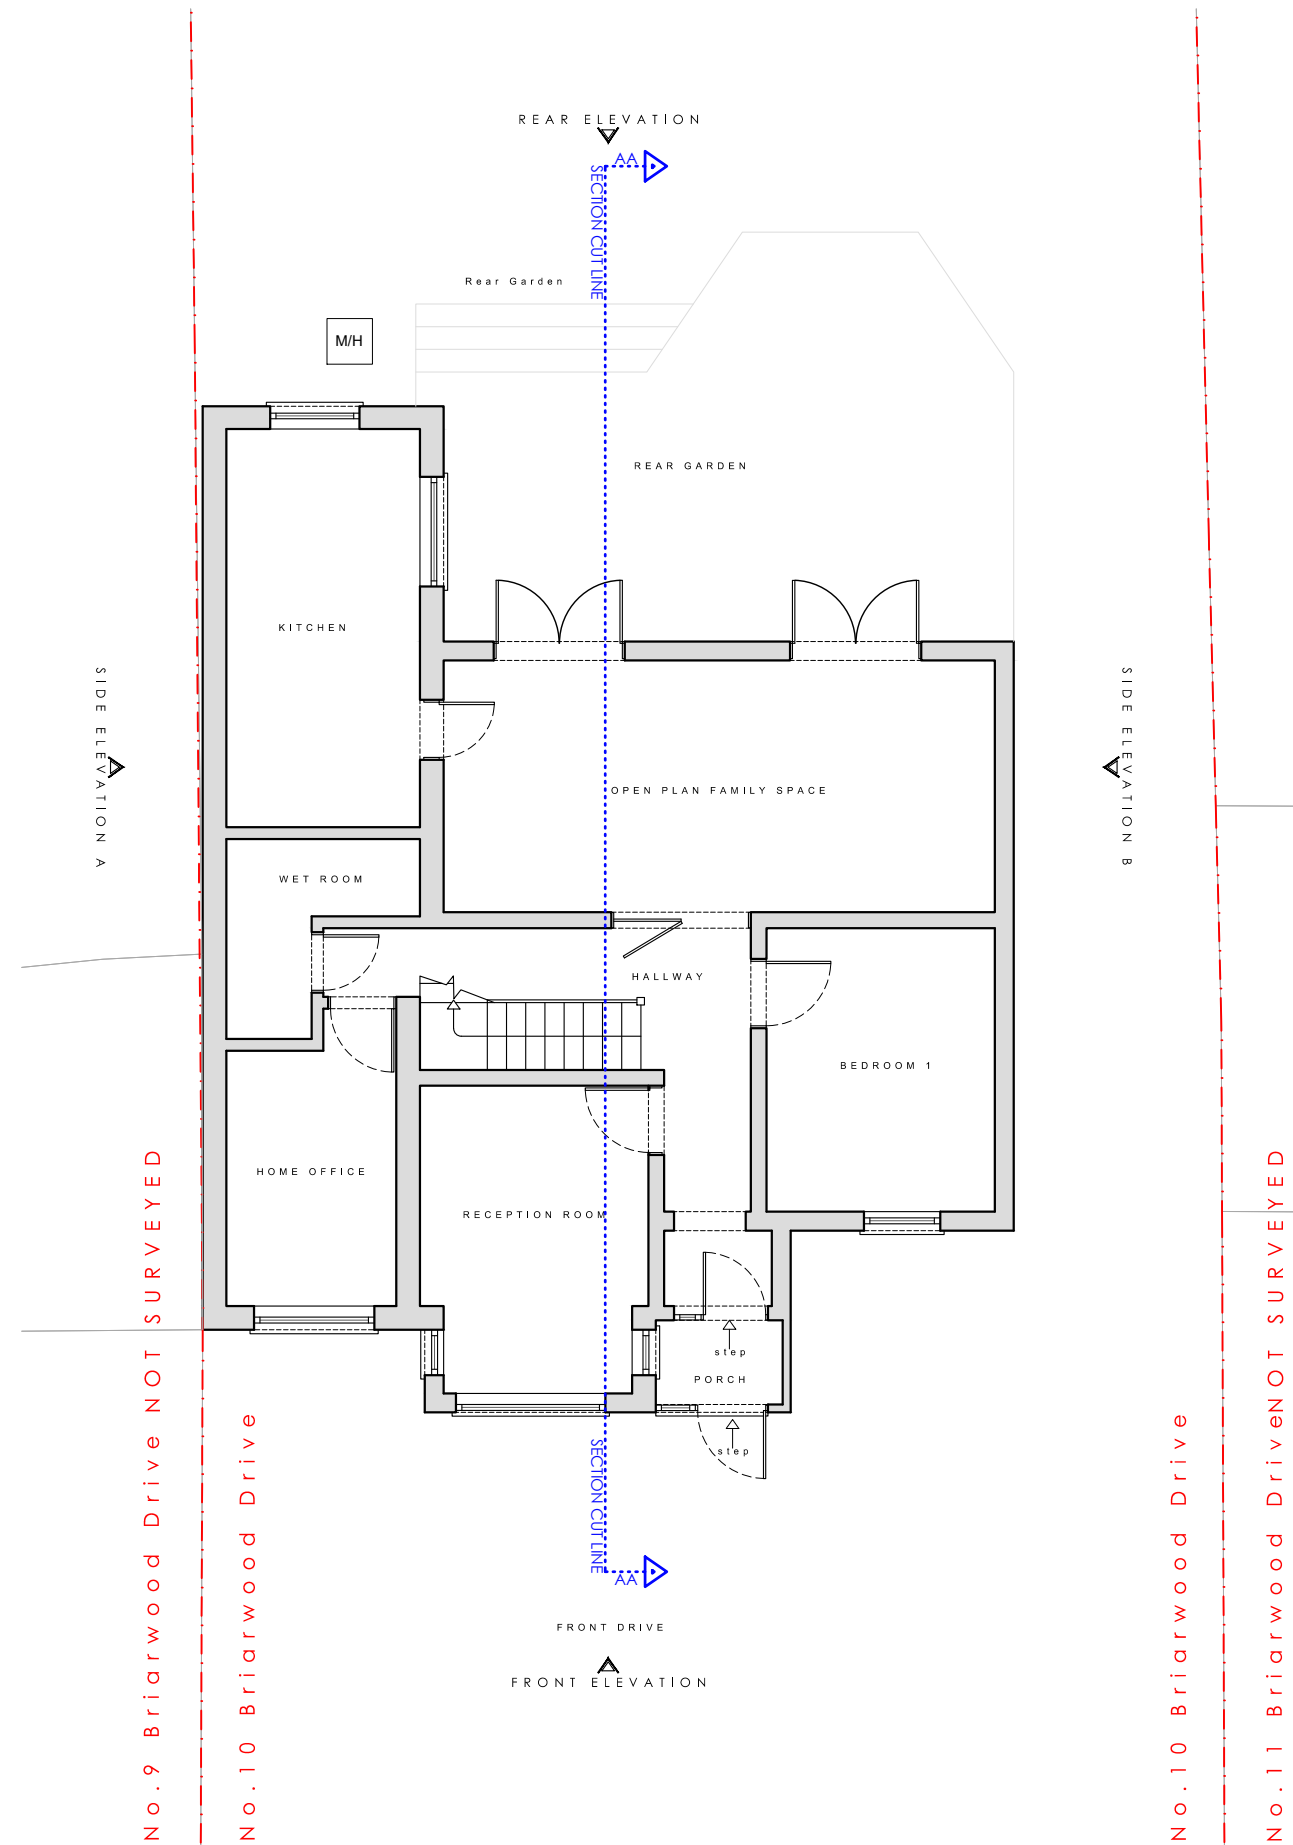 REAR ELEVATION
AA
SECTION CUT LINE
Rear Garden
M/H
REAR GARDEN
KITCHEN
SIDE ELEVATION A
SIDE ELEVATION B
OPEN PLAN FAMILY SPACE
WET ROOM
HALLWAY
BEDROOM 1
HOME OFFICE
RECEPTION ROOM
step
PORCH
step
SECTION CUT LINE
AA
FRONT DRIVE
FRONT ELEVATION
No.9 Briarwood Drive NOT SURVEYED
No.10 Briarwood Drive
No.10 Briarwood Drive
No.11 Briarwood DriveNOT SURVEYED